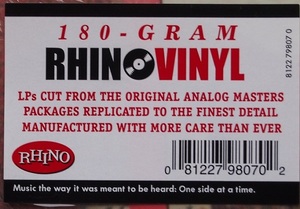 180-GRAM
RHINOVINYL
LPs CUT FROM THE ORIGINAL ANALOG MASTERS
PACKAGES REPLICATED TO THE FINEST DETAIL
MANUFACTURED WITH MORE CARE THAN EVER
RHINO
0 81227 98070 2
Music the way it was meant to be heard: One side at a time.
8122 79807 0